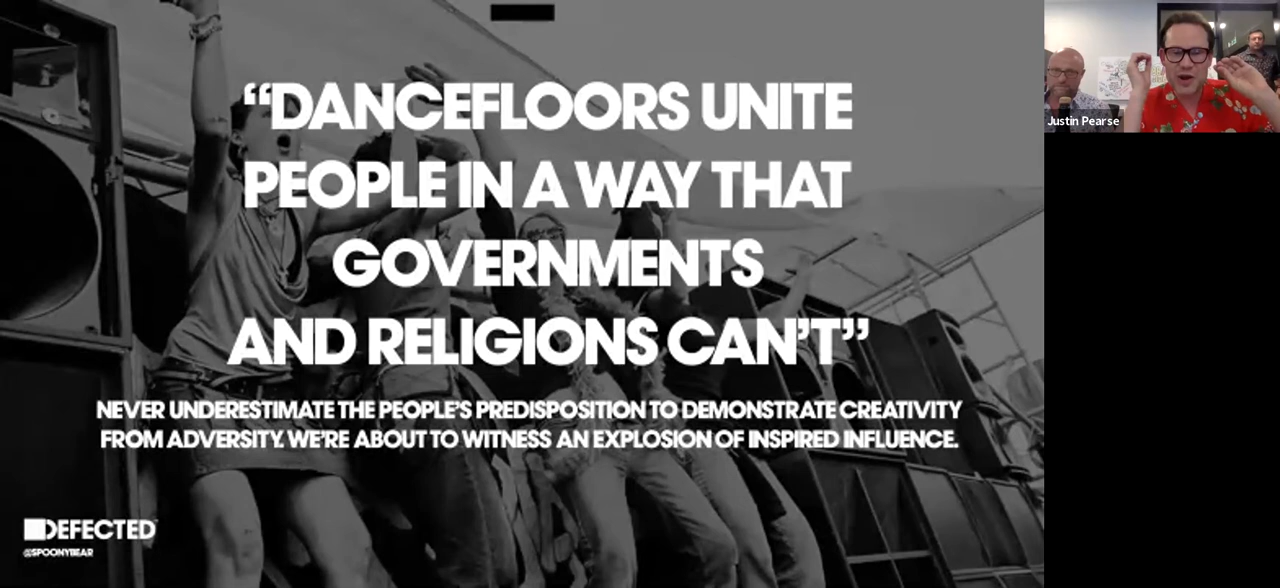 “DANCEFLOORS UNITE
PEOPLE IN A WAY THAT
GOVERNMENTS
AND RELIGIONS CAN’T”
NEVER UNDERESTIMATE THE PEOPLE’S PREDISPOSITION TO DEMONSTRATE CREATIVITY
FROM ADVERSITY. WE’RE ABOUT TO WITNESS AN EXPLOSION OF INSPIRED INFLUENCE.
DEFECTED
@SPOONYBEAR
Justin Pearse